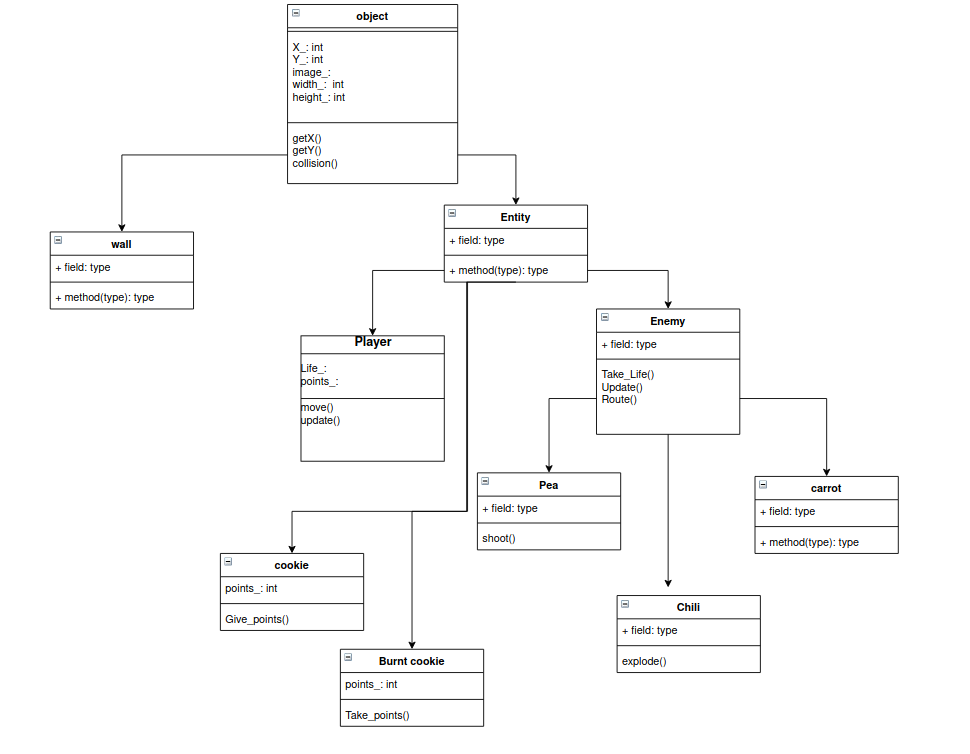 object
X_: int
Y_: int
image_:
width_:  int
height_: int
getX()
getY()
collision()
wall
+ field: type
+ method(type): type
Entity
+ field: type
+ method(type): type
Player
Life_:
points_:
move()
update()
Enemy
+ field: type
Take_Life()
Update()
Route()
Pea
+ field: type
shoot()
carrot
+ field: type
+ method(type): type
cookie
points_: int
Give_points()
Chili
+ field: type
explode()
Burnt cookie
points_: int
Take_points()